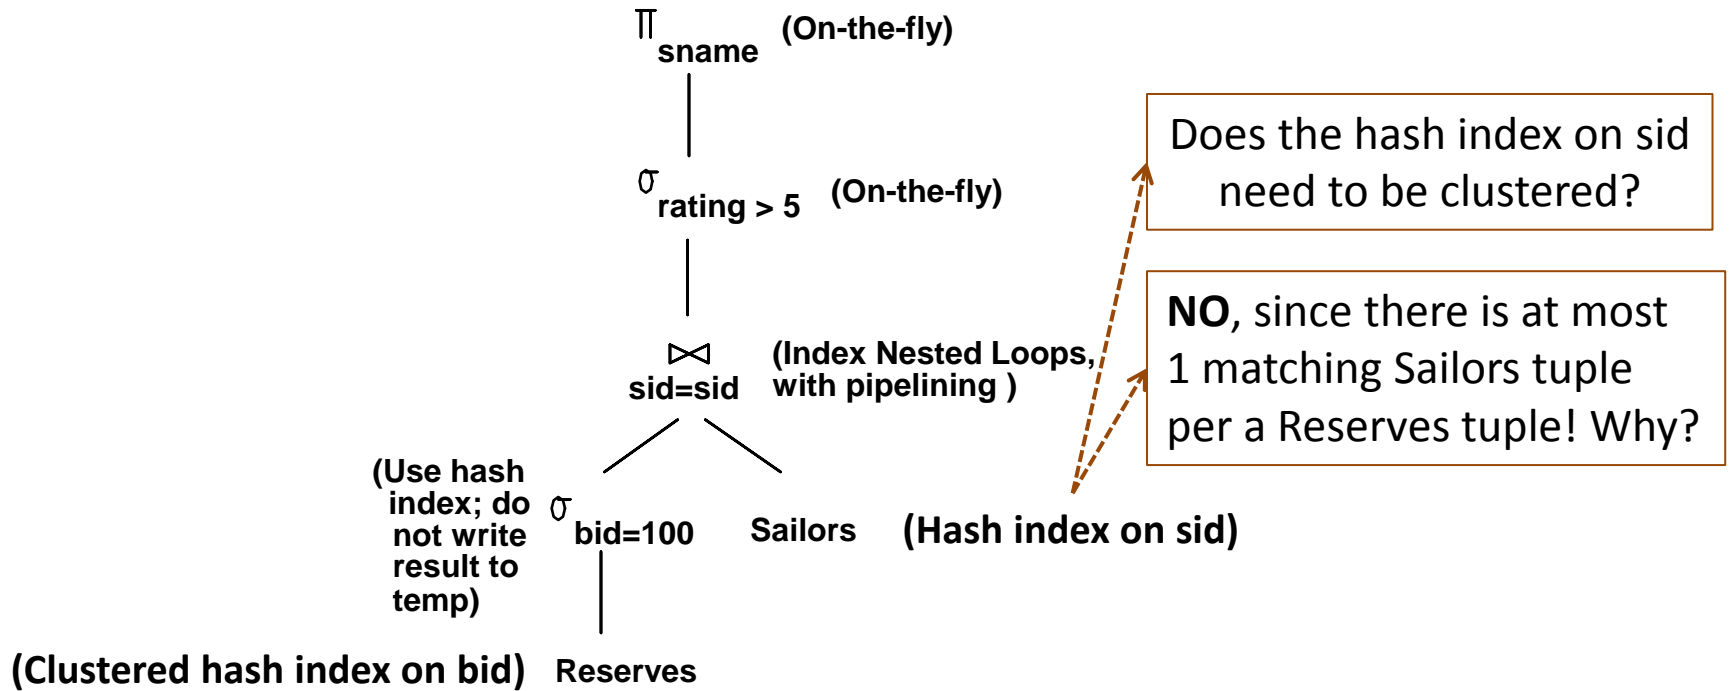 π sname (On-the-fly)
σ rating > 5 (On-the-fly)
⋈ sid=sid
(Index Nested Loops,
with pipelining )
(Use hash
index; do
not write
result to
temp)
σ bid=100
Sailors
(Hash index on sid)
(Clustered hash index on bid)
Reserves
Does the hash index on sid
need to be clustered?
NO, since there is at most
1 matching Sailors tuple
per a Reserves tuple! Why?